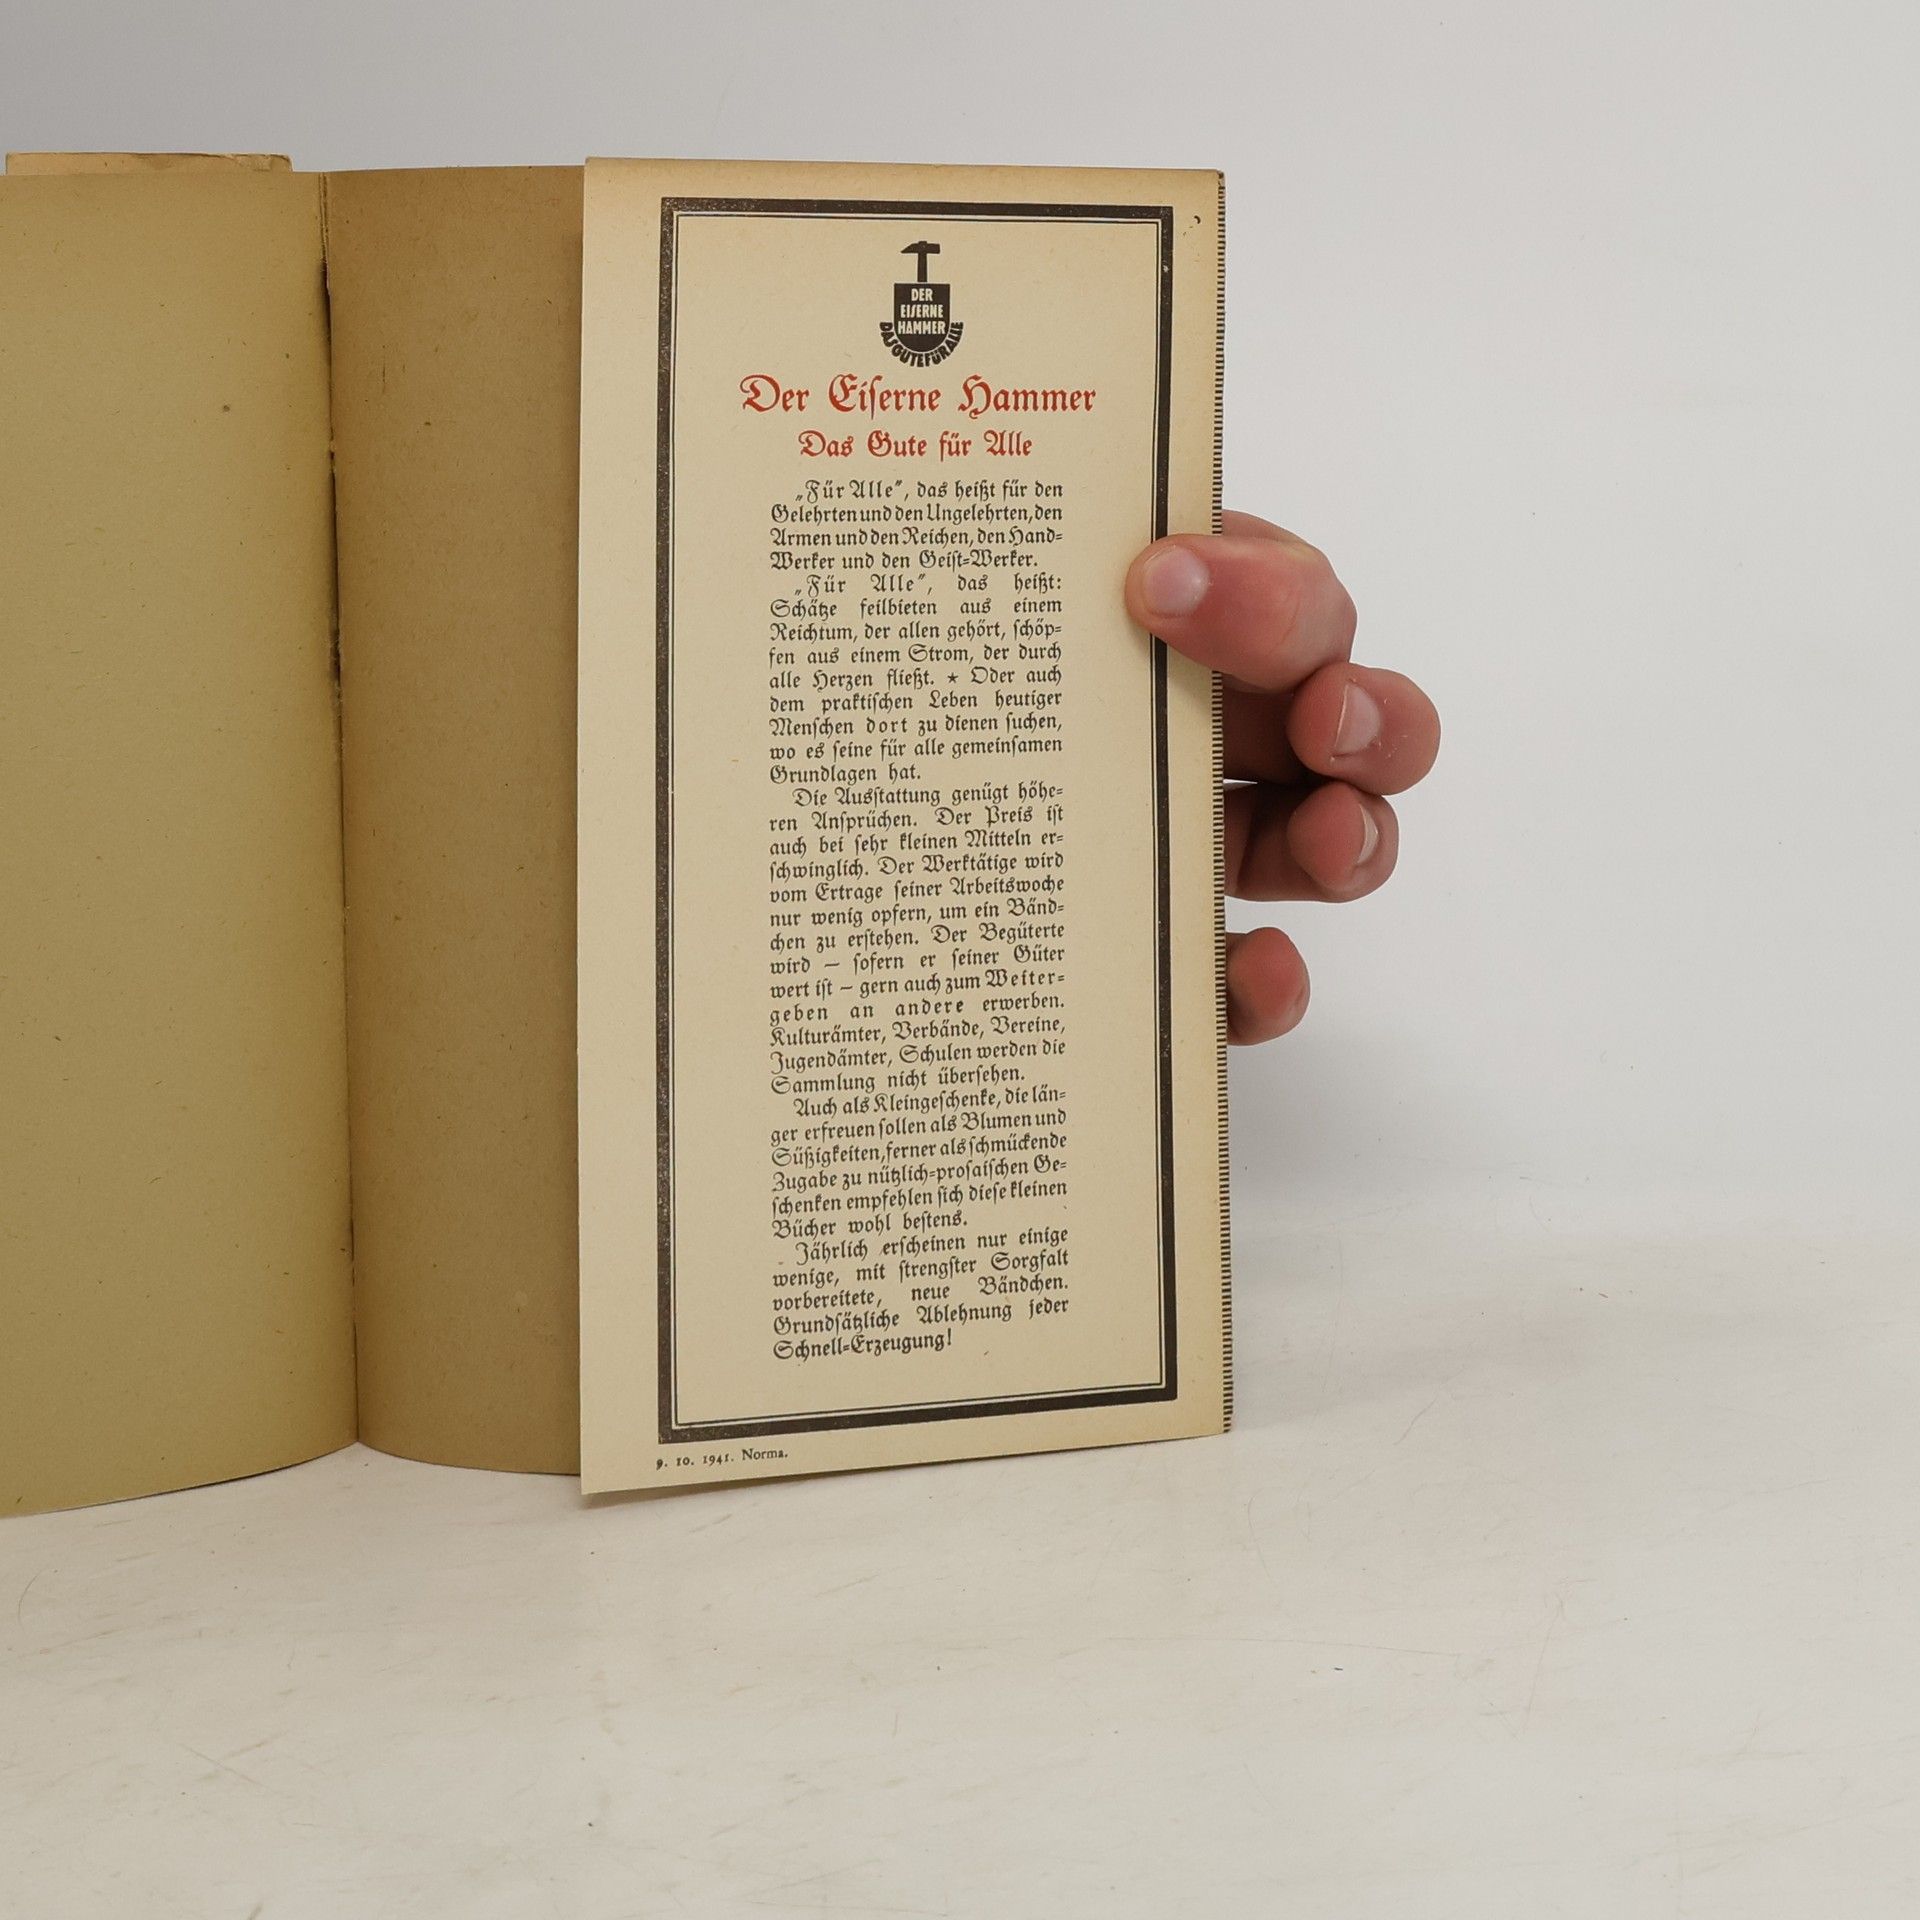 DER
EISERNE
HAMMER
DAS GUTE FÜR ALLE
Der Eiſerne Hammer
Das Gute für Alle
„Für Alle“, das heißt für den
Gelehrten und den Ungelehrten, den
Armen und den Reichen, den Hand-
Werker und den Geiſt-Werker.
„Für Alle“, das heißt:
Schätze feilbieten aus einem
Reichtum, der allen gehört, ſchöp-
fen aus einem Strom, der durch
alle Herzen fließt. ★ Oder auch
dem praktiſchen Leben heutiger
Menſchen dort zu dienen ſuchen,
wo es ſeine für alle gemeinſamen
Grundlagen hat.
Die Ausſtattung genügt höhe-
ren Anſprüchen. Der Preis iſt
auch bei ſehr kleinen Mitteln er-
ſchwinglich. Der Werktätige wird
vom Ertrage ſeiner Arbeitswoche
nur wenig opfern, um ein Bänd-
chen zu erſtehen. Der Begüterte
wird – ſofern er ſeiner Güter
wert iſt – gern auch zum Weiter-
geben an andere erwerben.
Kulturämter, Verbände, Vereine,
Jugendämter, Schulen werden die
Sammlung nicht überſehen.
Auch als Kleingeſchenke, die län-
ger erfreuen ſollen als Blumen und
Süßigkeiten, ferner als ſchmückende
Zugabe zu nützlich-proſaiſchen Ge-
ſchenken empfehlen ſich dieſe kleinen
Bücher wohl beſtens.
Jährlich erſcheinen nur einige
wenige, mit ſtrengſter Sorgfalt
vorbereitete, neue Bändchen.
Grundſätzliche Ablehnung jeder
Schnell-Erzeugung!
9. 10. 1941. Norma.